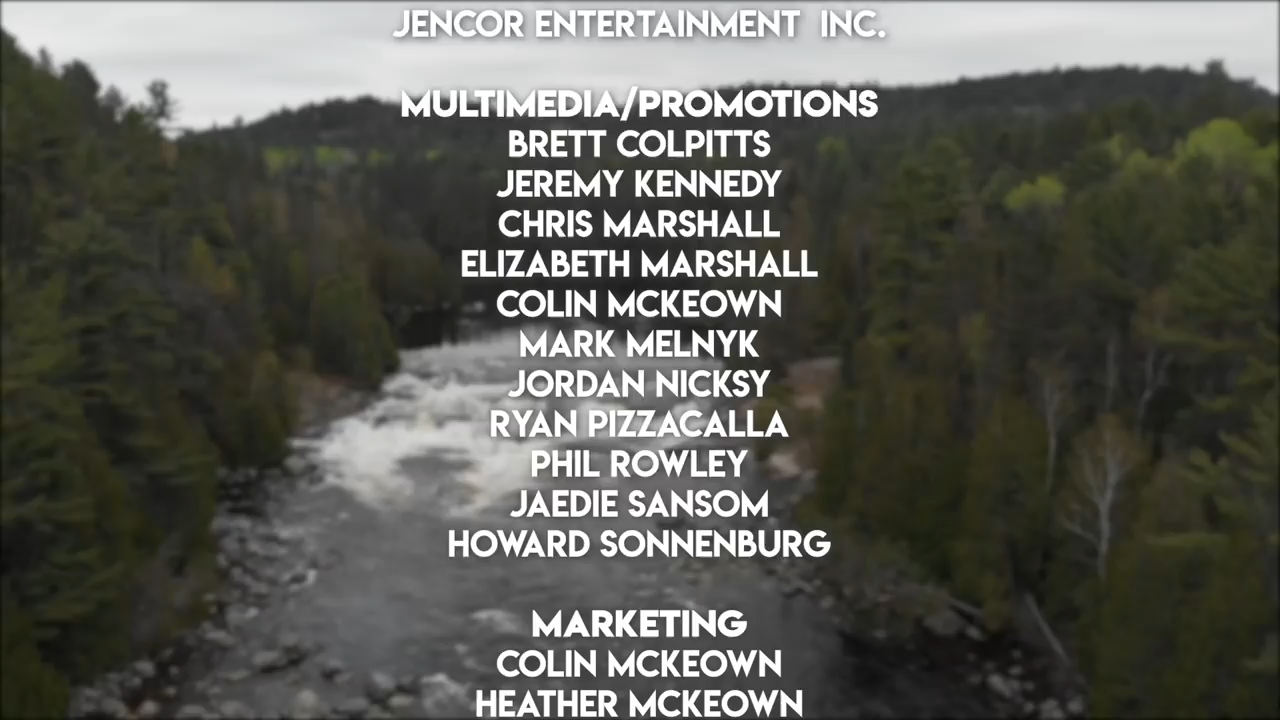 JENCOR ENTERTAINMENT INC.
MULTIMEDIA/PROMOTIONS
BRETT COLPITTS
JEREMY KENNEDY
CHRIS MARSHALL
ELIZABETH MARSHALL
COLIN MCKEOWN
MARK MELNYK
JORDAN NICKSY
RYAN PIZZACALLA
PHIL ROWLEY
JAEDIE SANSOM
HOWARD SONNENBURG
MARKETING
COLIN MCKEOWN
HEATHER MCKEOWN